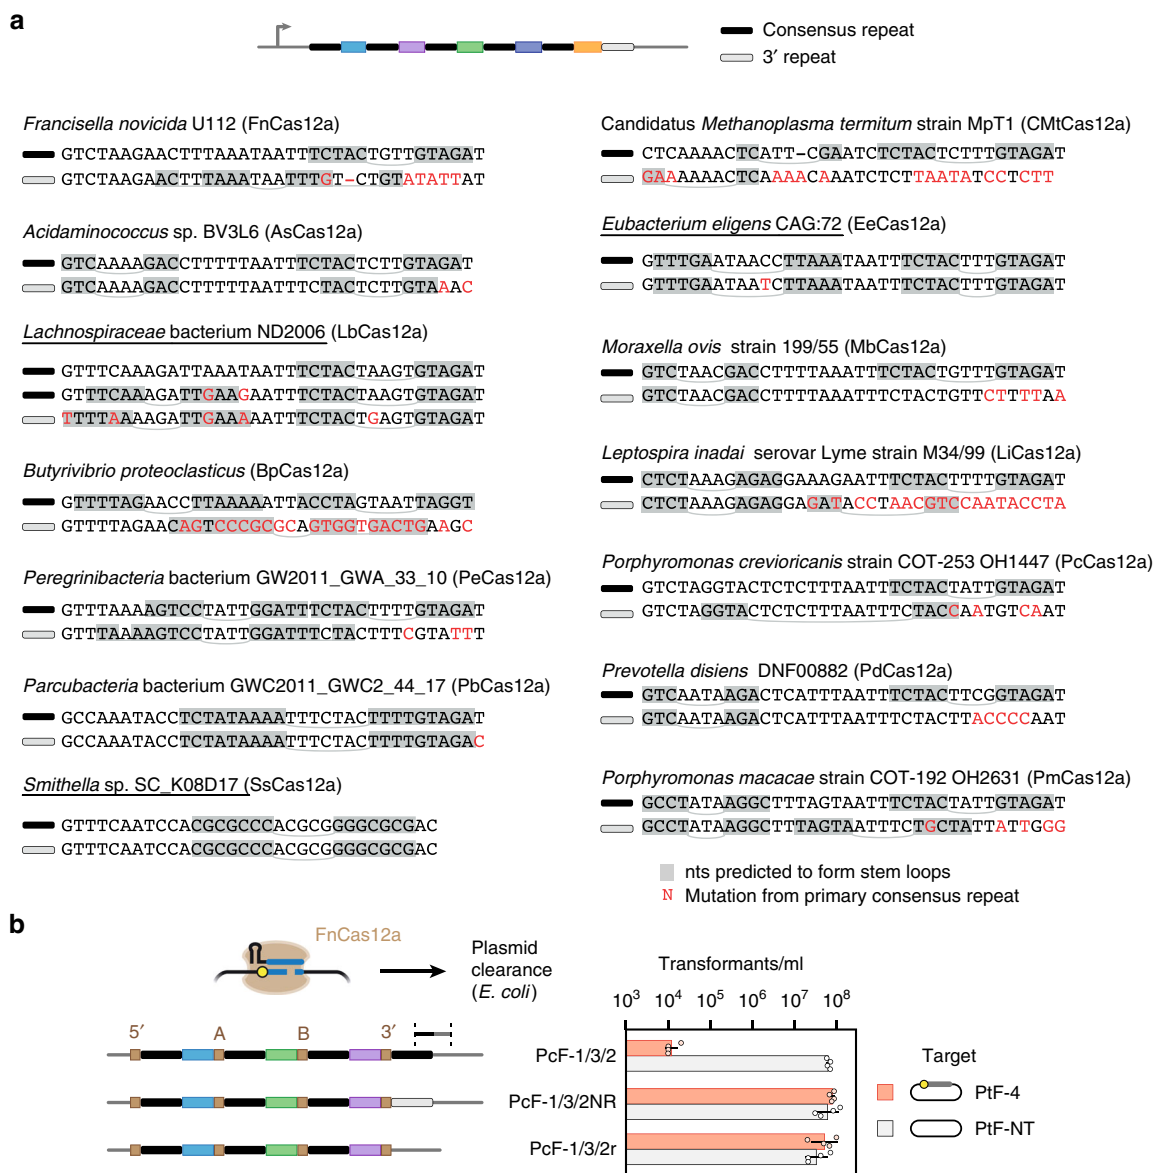 a
Consensus repeat
3′ repeat
Francisella novicida U112 (FnCas12a)
GTCTAAGAACTTTAAATAATTTCTACTGTTGTAGAT
GTCTAAGAACTTTAAATAATTTGT-CTGTATATTAT
Acidaminococcus sp. BV3L6 (AsCas12a)
GTCAAAAGACCTTTTTAATTTCTACTCTTGTAGAT
GTCAAAAGACCTTTTTAATTTCTACTCTTGTAAAC
Lachnospiraceae bacterium ND2006 (LbCas12a)
GTTTCAAAGATTAAATAATTTCTACTAAGTGTAGAT
GTTTCAAAGATTGAAGAATTTCTACTAAGTGTAGAT
TTTTAAAAGATTGAAAAATTTCTACTGAGTGTAGAT
Butyrivibrio proteoclasticus (BpCas12a)
GTTTTAGAACCTTAAAAATTACCTAGTAATTAGGT
GTTTTAGAACAGTCCCGCGCAGTGGTGACTGAAGC
Peregrinibacteria bacterium GW2011_GWA_33_10 (PeCas12a)
GTTTAAAAGTCCTATTGGATTTCTACTTTTGTAGAT
GTTTAAAAGTCCTATTGGATTTCTACTTTCGTATTT
Parcubacteria bacterium GWC2011_GWC2_44_17 (PbCas12a)
GCCAAATACCTCTATAAAATTTCTACTTTTGTAGAT
GCCAAATACCTCTATAAAATTTCTACTTTTGTAGAC
Smithella sp. SC_K08D17 (SsCas12a)
GTTTCAATCCACGCGCCCACGCGGGGCGCGAC
GTTTCAATCCACGCGCCCACGCGGGGCGCGAC
Candidatus Methanoplasma termitum strain MpT1 (CMtCas12a)
CTCAAAACTCATT-CGAATCTCTACTCTTTGTAGAT
GAAAAAACTCAAAACAAATCTCTTAATATCCTCTT
Eubacterium eligens CAG:72 (EeCas12a)
GTTTGAATAACCTTAAATAATTTCTACTTTGTAGAT
GTTTGAATAATCTTAAATAATTTCTACTTTGTAGAT
Moraxella ovis strain 199/55 (MbCas12a)
GTCTAACGACCTTTTAAATTTCTACTGTTTGTAGAT
GTCTAACGACCTTTTAAATTTCTACTGTTCTTTTAA
Leptospira inadai serovar Lyme strain M34/99 (LiCas12a)
CTCTAAAGAGAGGAAAGAATTTCTACTTTTGTAGAT
CTCTAAAGAGAGGAGATACCTAACGTCCAATACCTA
Porphyromonas crevioricanis strain COT-253 OH1447 (PcCas12a)
GTCTAGGTACTCTCTTTAATTTCTACTATTGTAGAT
GTCTAGGTACTCTCTTTAATTTCTACCAATGTCAAT
Prevotella disiens DNF00882 (PdCas12a)
GTCAATAAGACTCATTTAATTTCTACTTCGGTAGAT
GTCAATAAGACTCATTTAATTTCTACTTACCCCAAT
Porphyromonas macacae strain COT-192 OH2631 (PmCas12a)
GCCTATAAGGCTTTAGTAATTTCTACTATTGTAGAT
GCCTATAAGGCTTTAGTAATTTCTGCTATTATTGGG
nts predicted to form stem loops
N Mutation from primary consensus repeat
b
FnCas12a
Plasmid
clearance
(E. coli)
5′ A B 3′
Transformants/ml
10³ 10⁴ 10⁵ 10⁶ 10⁷ 10⁸
PcF-1/3/2
PcF-1/3/2NR
PcF-1/3/2r
Target
PtF-4
PtF-NT